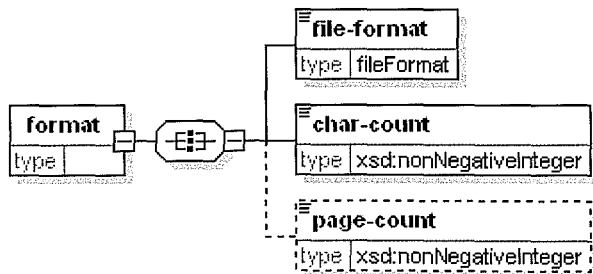 file-format
type fileFormat
format
type
char-count
type xsd:nonNegativeInteger
page-count
type xsd:nonNegativeInteger